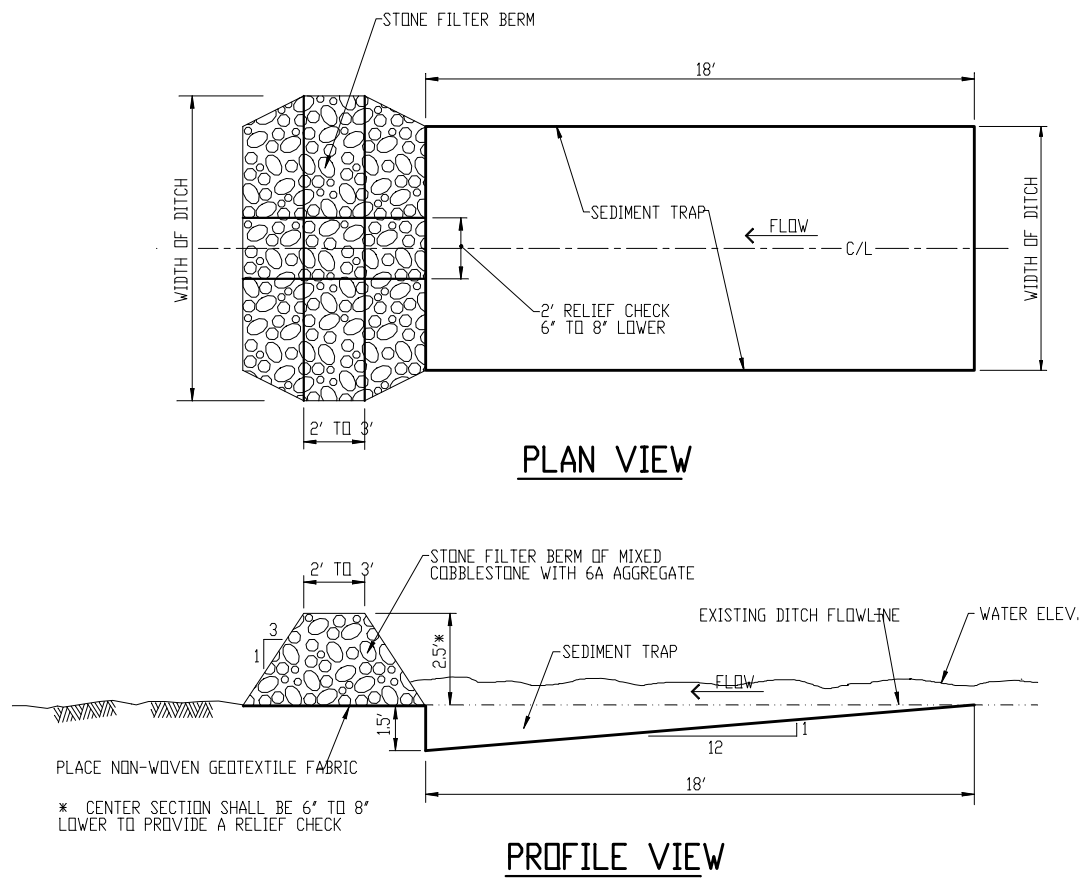 STONE FILTER BERM
18'
WIDTH OF DITCH
SEDIMENT TRAP
FLOW
C/L
WIDTH OF DITCH
2' RELIEF CHECK
6" TO 8" LOWER
2' TO 3'
PLAN VIEW
STONE FILTER BERM OF MIXED
COBBLESTONE WITH 6A AGGREGATE
2' TO 3'
EXISTING DITCH FLOWLINE
WATER ELEV.
3
1
2.5'*
SEDIMENT TRAP
FLOW
1.5'
1
12
PLACE NON-WOVEN GEOTEXTILE FABRIC
18'
* CENTER SECTION SHALL BE 6" TO 8"
LOWER TO PROVIDE A RELIEF CHECK
PROFILE VIEW